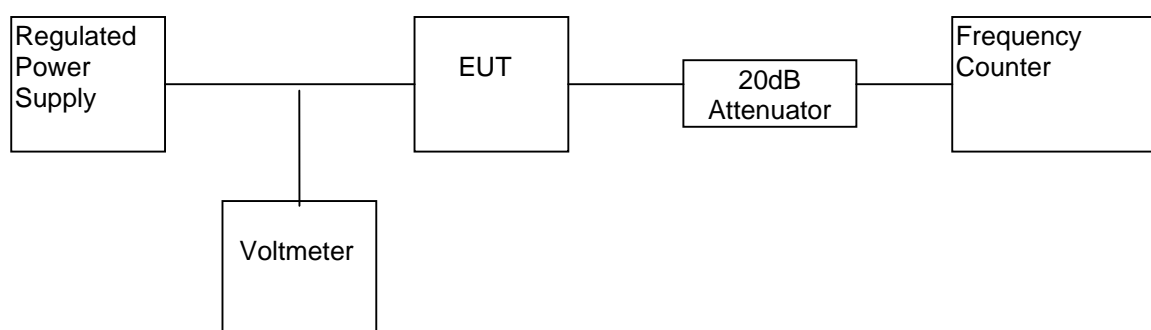 Regulated
Power
Supply
EUT
20dB
Attenuator
Frequency
Counter
Voltmeter